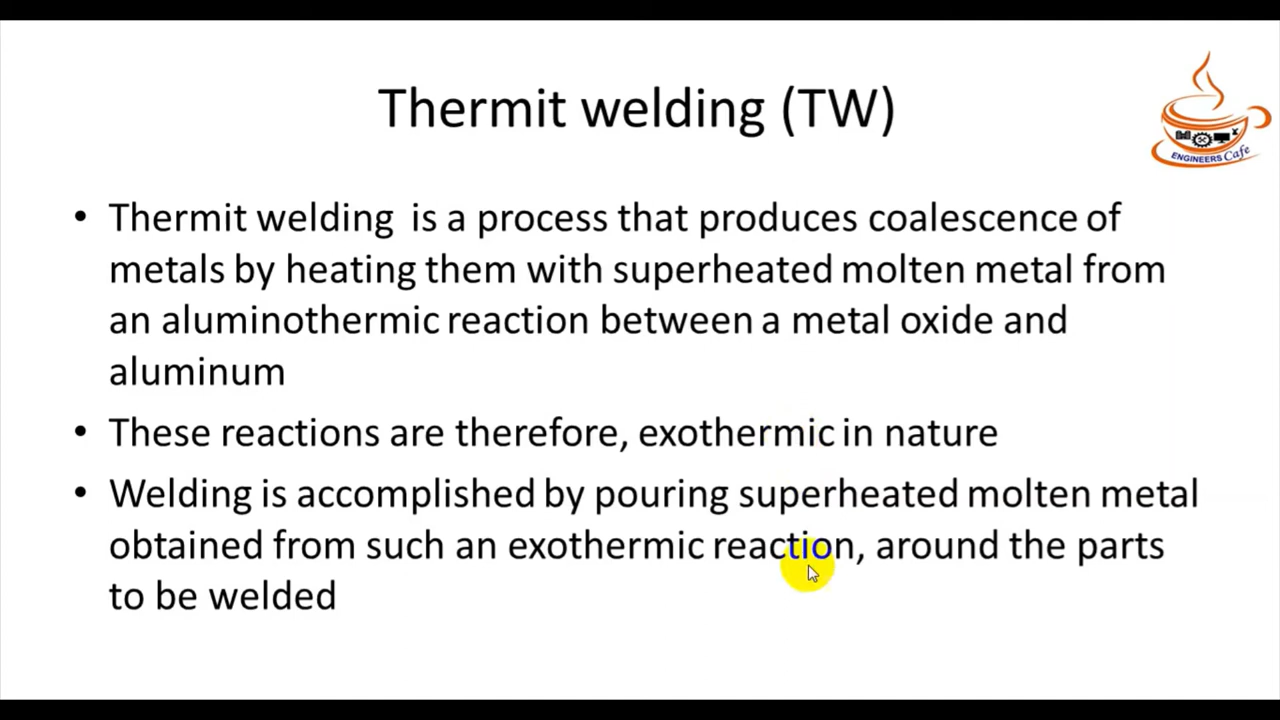 Thermit welding (TW)
ENGINEERS Cafe
• Thermit welding is a process that produces coalescence of
metals by heating them with superheated molten metal from
an aluminothermic reaction between a metal oxide and
aluminum
• These reactions are therefore, exothermic in nature
• Welding is accomplished by pouring superheated molten metal
obtained from such an exothermic reaction, around the parts
to be welded